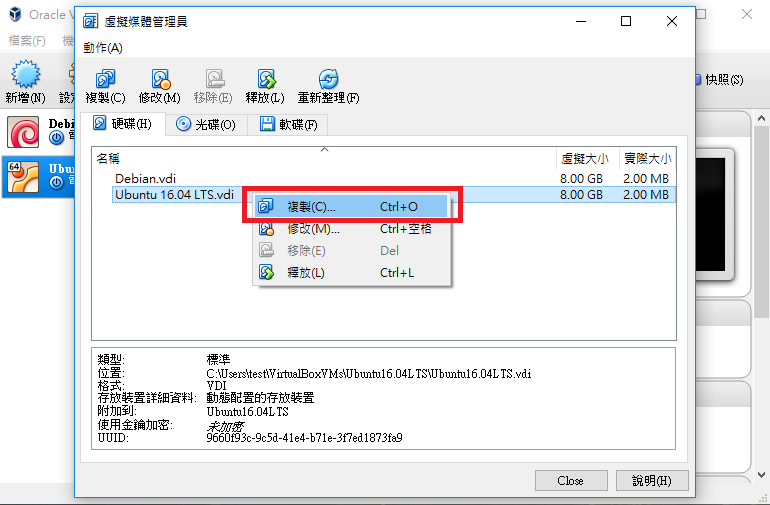 Oracle V
虛擬媒體管理員
檔案(F) 機
動作(A)
新增(N) 設定
複製(C) 修改(M) 移除(E) 釋放(L) 重新整理(F)
快照(S)
Debi
電
64 Ubu
電
硬碟(H) 光碟(O) 軟碟(F)
名稱 虛擬大小 實際大小
Debian.vdi 8.00 GB 2.00 MB
Ubuntu 16.04 LTS.vdi 8.00 GB 2.00 MB
複製(C)... Ctrl+O
修改(M)... Ctrl+空格
移除(E) Del
釋放(L) Ctrl+L
類型: 標準
位置: C:\Users\test\VirtualBoxVMs\Ubuntu16.04LTS\Ubuntu16.04LTS.vdi
格式: VDI
存放裝置詳細資料: 動態配置的存放裝置
附加到: Ubuntu16.04LTS
使用金鑰加密: 未加密
UUID: 9660f93c-9c5d-41e4-b71e-3f7ed1873fa9
Close 說明(H)